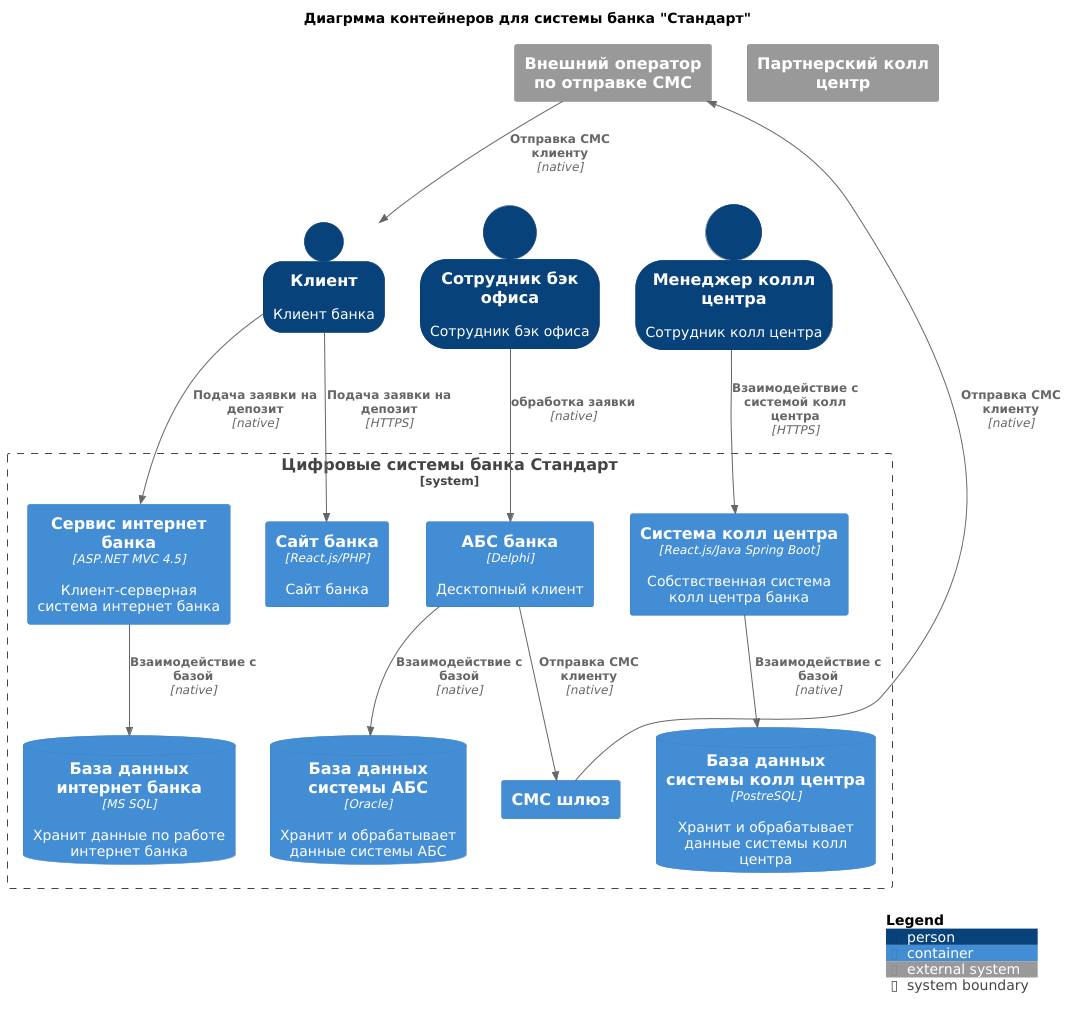 Диагрмма контейнеров для системы банка "Стандарт"
Внешний оператор
по отправке СМС
Партнерский колл
центр
Отправка СМС
клиенту
[native]
Клиент
Клиент банка
Сотрудник бэк
офиса
Сотрудник бэк офиса
Менеджер коллл
центра
Сотрудник колл центра
Подача заявки на
депозит
[native]
Подача заявки на
депозит
[HTTPS]
обработка заявки
[native]
Взаимодействие с
системой колл
центра
[HTTPS]
Отправка СМС
клиенту
[native]
Цифровые системы банка Стандарт
[system]
Сервис интернет
банка
[ASP.NET MVC 4.5]
Клиент-серверная
система интернет банка
Сайт банка
[React.js/PHP]
Сайт банка
АБС банка
[Delphi]
Десктопный клиент
Система колл центра
[React.js/Java Spring Boot]
Собствственная система
колл центра банка
Взаимодействие с
базой
[native]
Взаимодействие с
базой
[native]
Отправка СМС
клиенту
[native]
Взаимодействие с
базой
[native]
База данных
интернет банка
[MS SQL]
Хранит данные по работе
интернет банка
База данных
системы АБС
[Oracle]
Хранит и обрабатывает
данные системы АБС
СМС шлюз
База данных
системы колл центра
[PostreSQL]
Хранит и обрабатывает
данные системы колл
центра
Legend
person
container
external system
system boundary